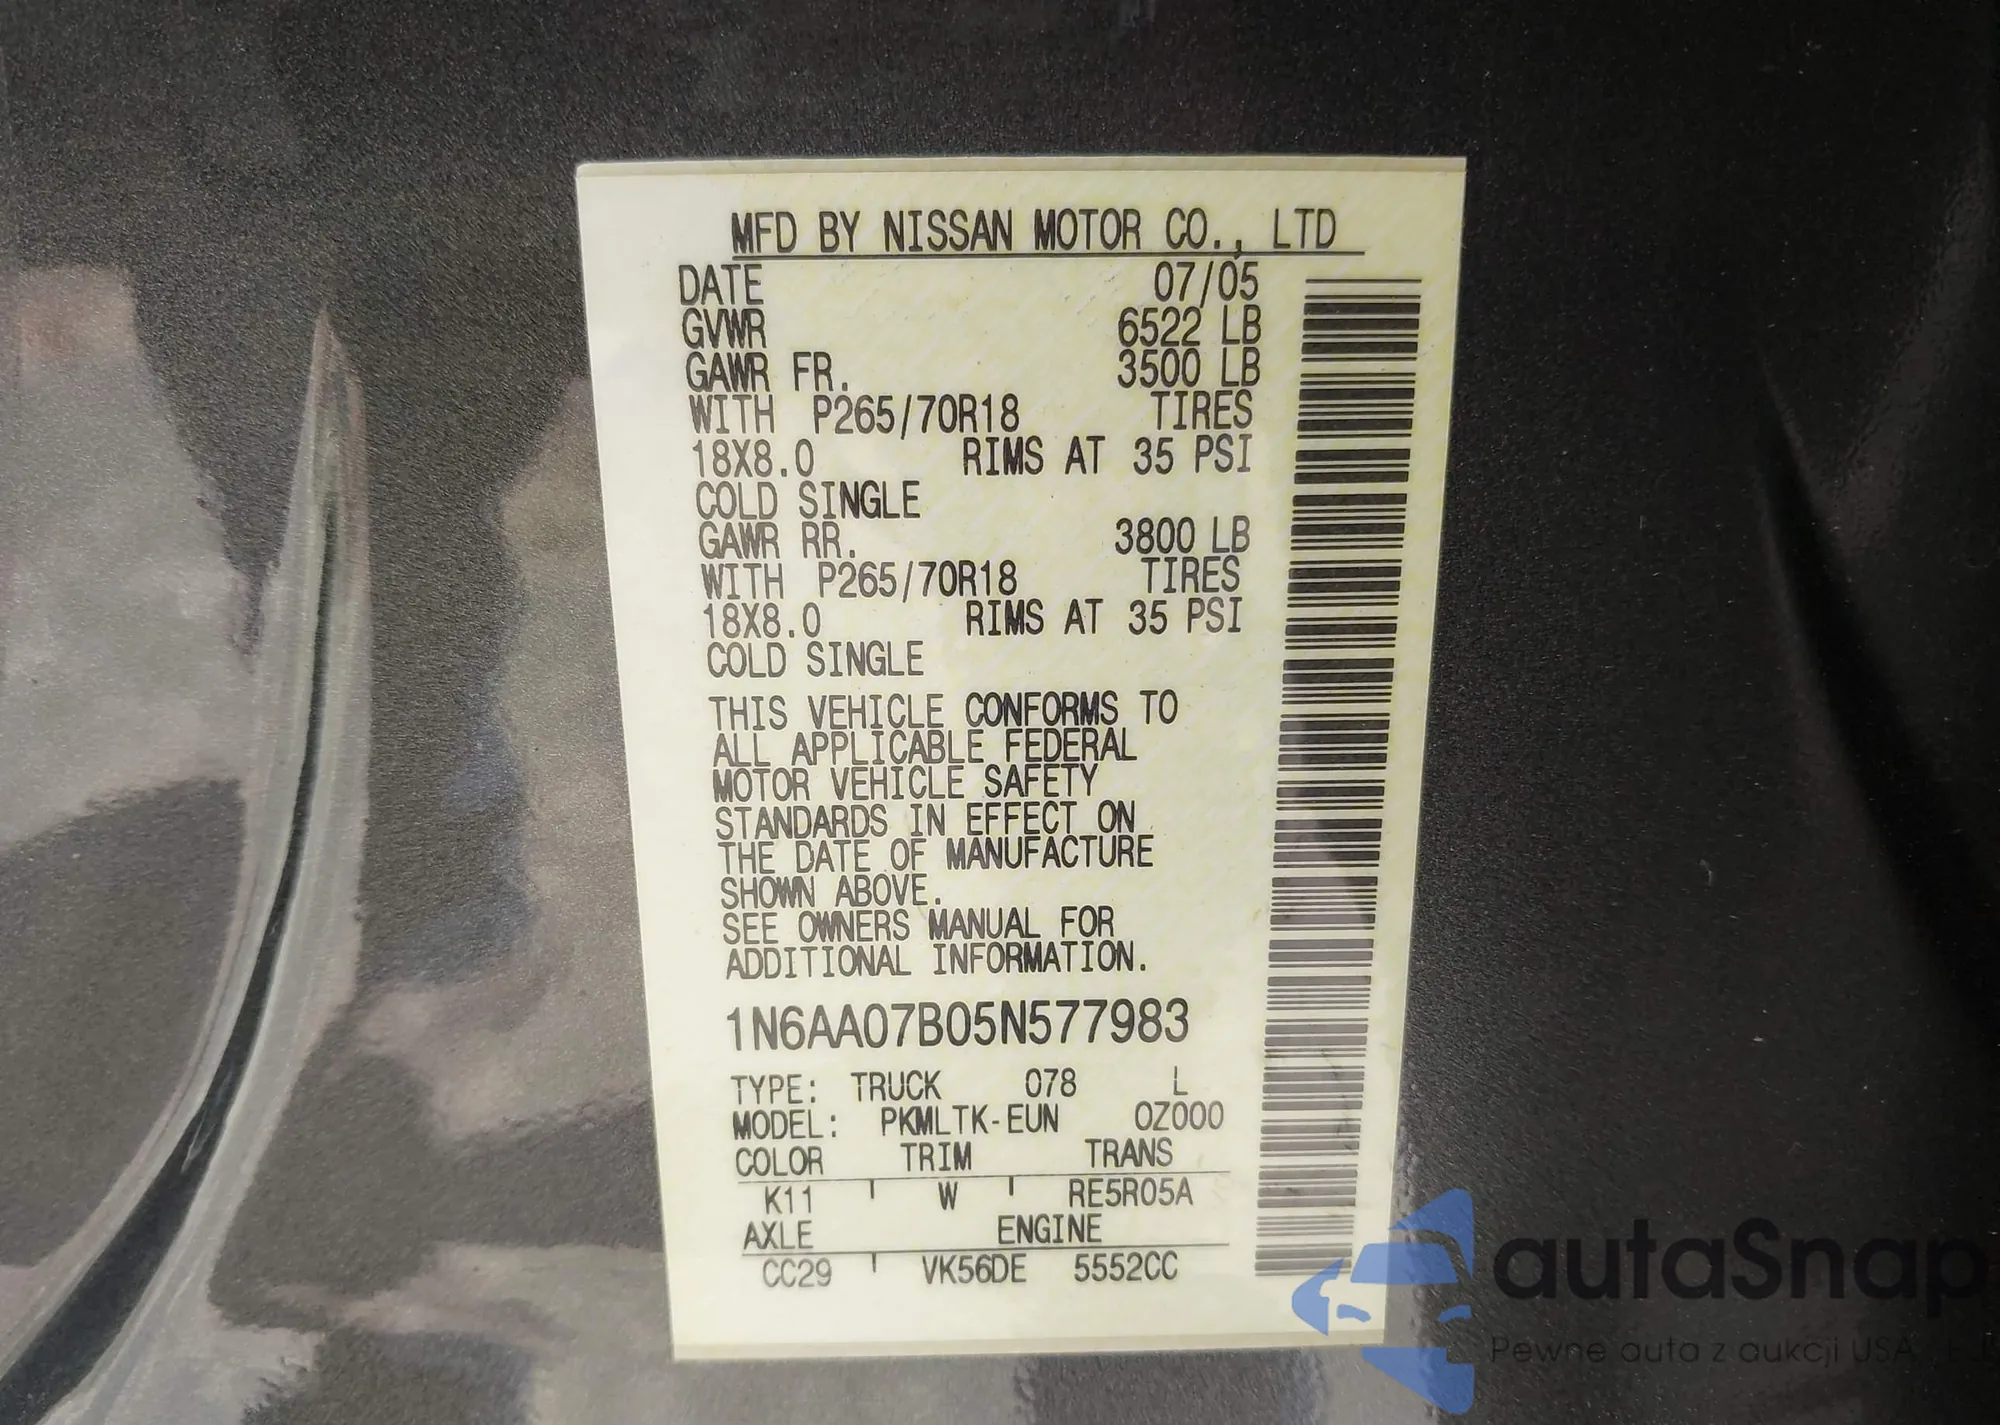 MFD BY NISSAN MOTOR CO., LTD
DATE 07/05
GVWR 6522 LB
GAWR FR. 3500 LB
WITH P265/70R18 TIRES
18X8.0 RIMS AT 35 PSI
COLD SINGLE
GAWR RR. 3800 LB
WITH P265/70R18 TIRES
18X8.0 RIMS AT 35 PSI
COLD SINGLE
THIS VEHICLE CONFORMS TO
ALL APPLICABLE FEDERAL
MOTOR VEHICLE SAFETY
STANDARDS IN EFFECT ON
THE DATE OF MANUFACTURE
SHOWN ABOVE.
SEE OWNERS MANUAL FOR
ADDITIONAL INFORMATION.
1N6AA07B05N577983
TYPE: TRUCK 078 L
MODEL: PKMLTK-EUN 0Z000
COLOR TRIM TRANS
K11 W RE5R05A
AXLE ENGINE
CC29 VK56DE 5552CC
autaSnap
Pewne auta z aukcji USA